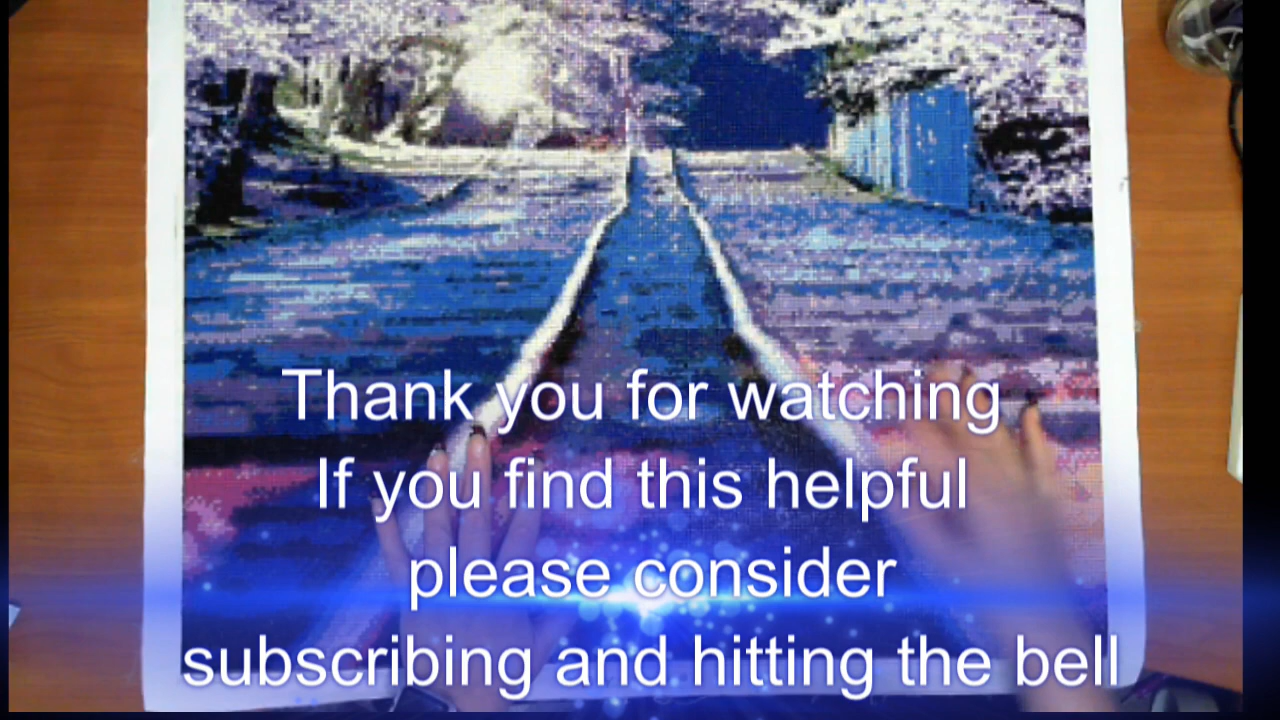 Thank you for watching
If you find this helpful
please consider
subscribing and hitting the bell